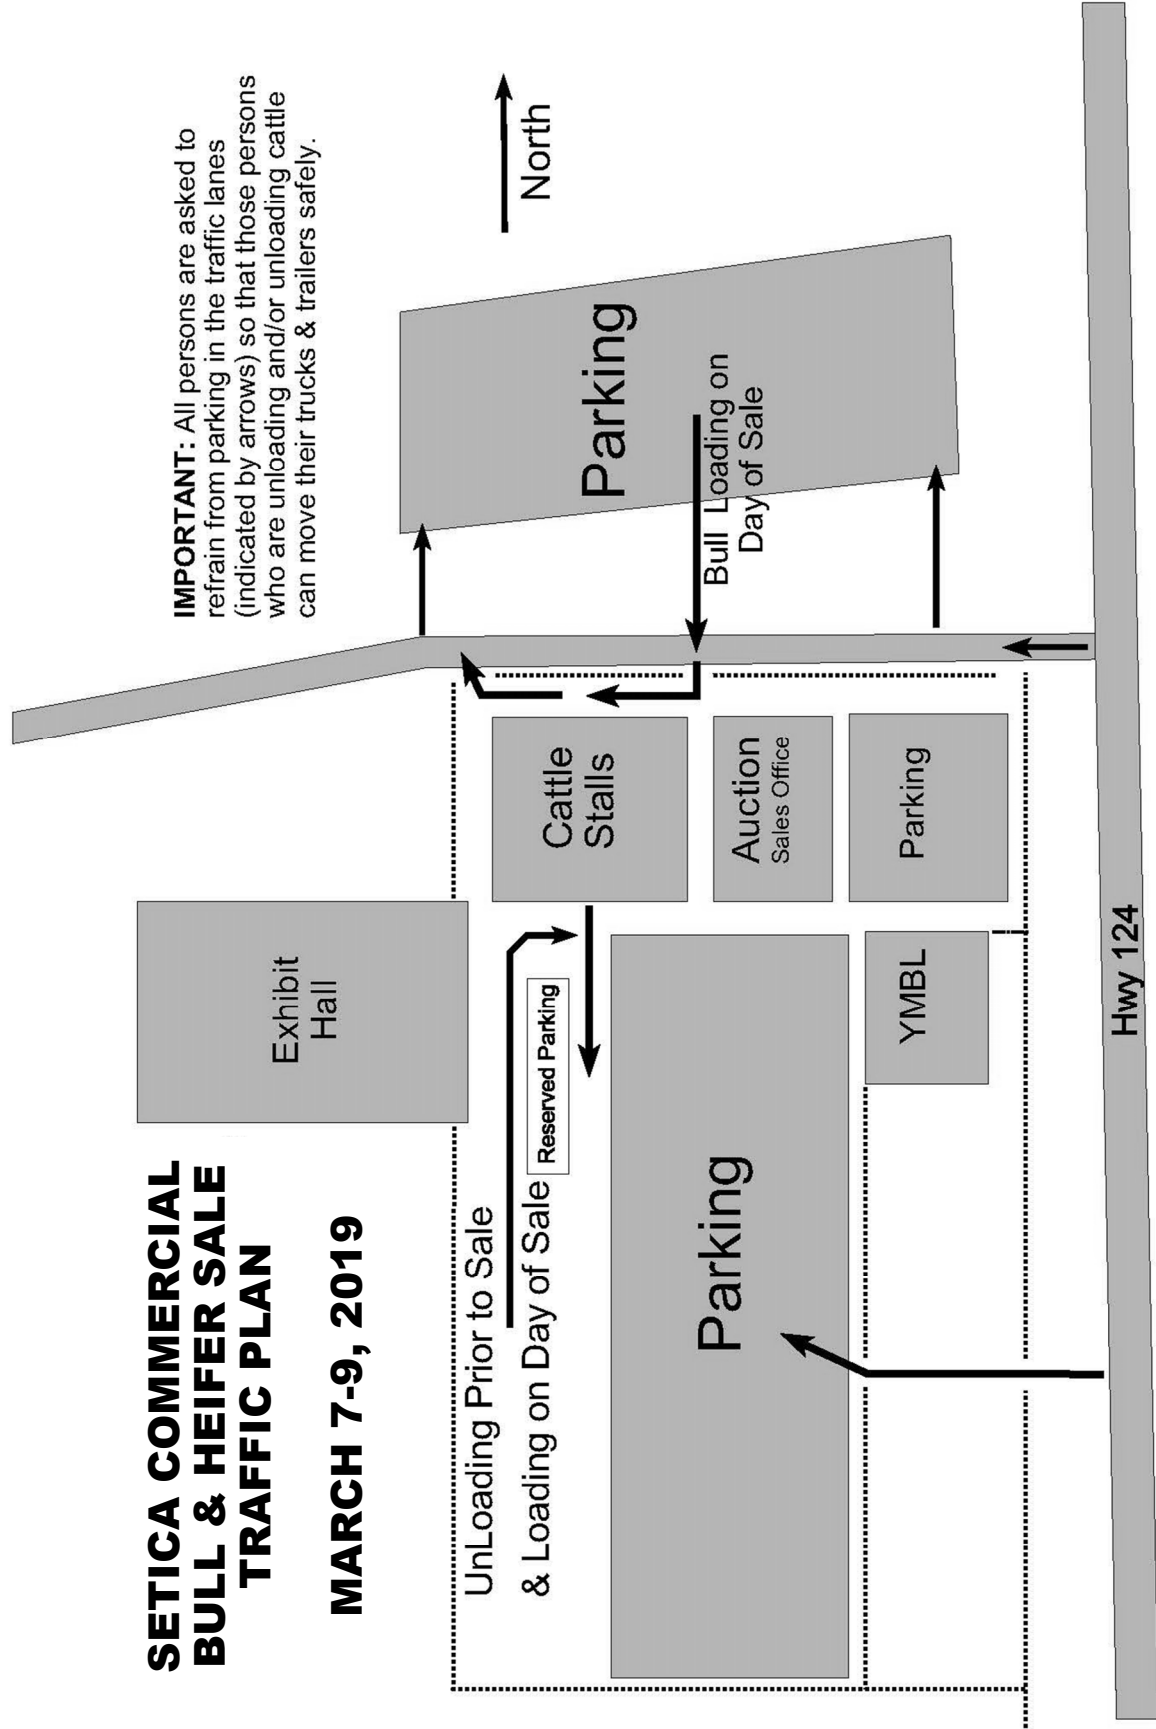 SETICA COMMERCIAL
BULL & HEIFER SALE
TRAFFIC PLAN
MARCH 7-9, 2019
IMPORTANT: All persons are asked to
refrain from parking in the traffic lanes
(indicated by arrows) so that those persons
who are unloading and/or unloading cattle
can move their trucks & trailers safely.
North
Exhibit
Hall
UnLoading Prior to Sale
& Loading on Day of Sale
Reserved Parking
Cattle
Stalls
Parking
Auction
Sales Office
Bull Loading on
Day of Sale
Parking
Parking
YMBL
Hwy 124